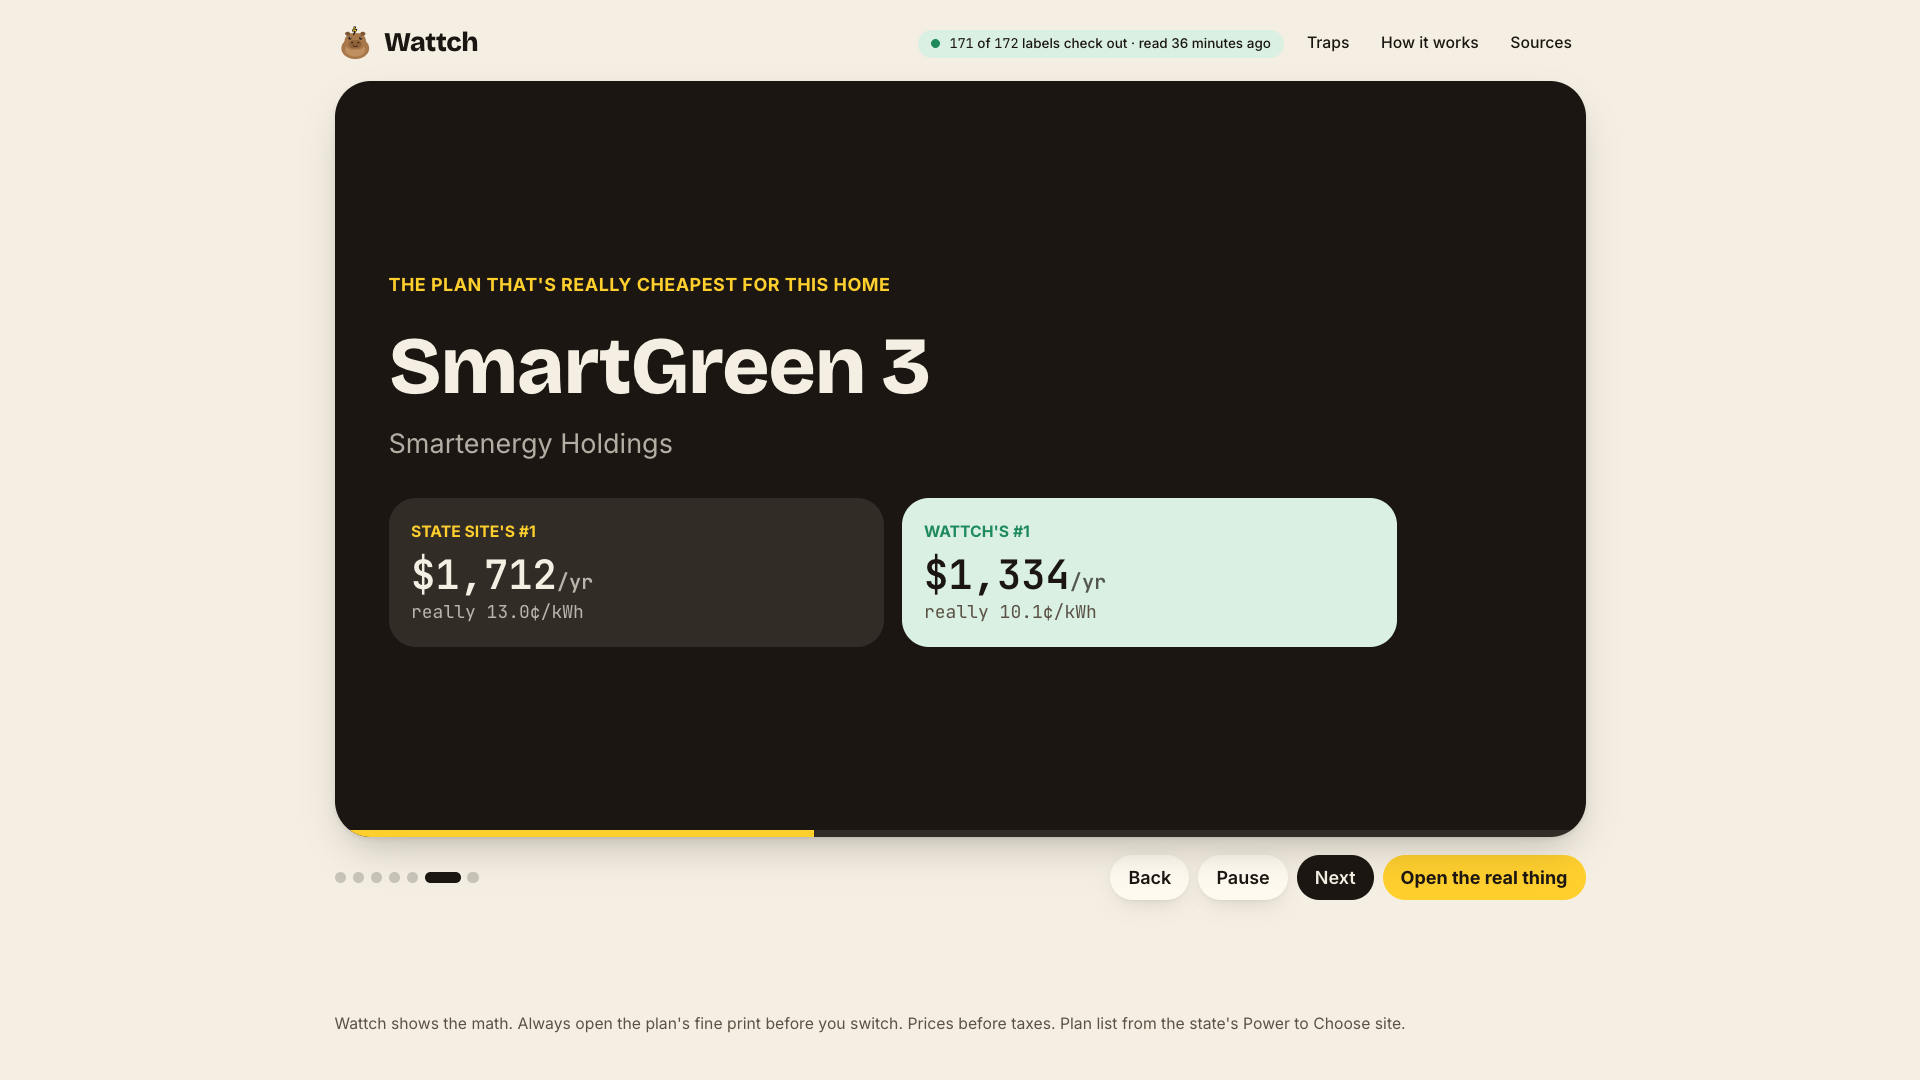 Wattch
171 of 172 labels check out · read 36 minutes ago
Traps
How it works
Sources
THE PLAN THAT'S REALLY CHEAPEST FOR THIS HOME
SmartGreen 3
Smartenergy Holdings
STATE SITE'S #1
$1,712/yr
really 13.0¢/kWh
WATTCH'S #1
$1,334/yr
really 10.1¢/kWh
Back
Pause
Next
Open the real thing
Wattch shows the math. Always open the plan's fine print before you switch. Prices before taxes. Plan list from the state's Power to Choose site.